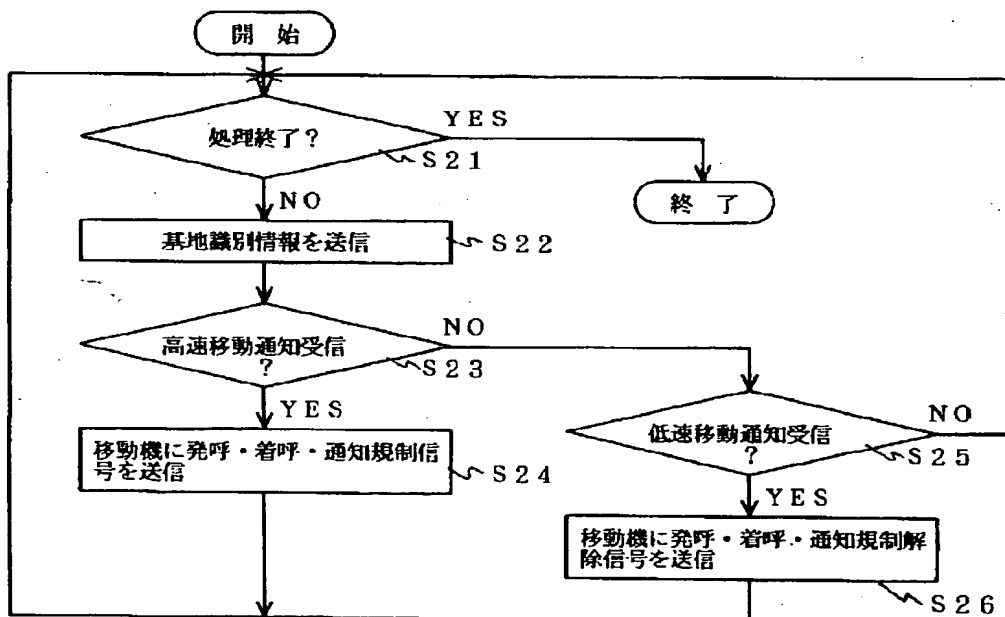 開始
処理終了?
YES
S21
終了
NO
基地識別情報を送信
S22
高速移動通知受信
?
NO
S23
YES
移動機に発呼・着呼・通知規制信
号を送信
S24
低速移動通知受信
?
NO
S25
YES
移動機に発呼・着呼・通知規制解
除信号を送信
S26